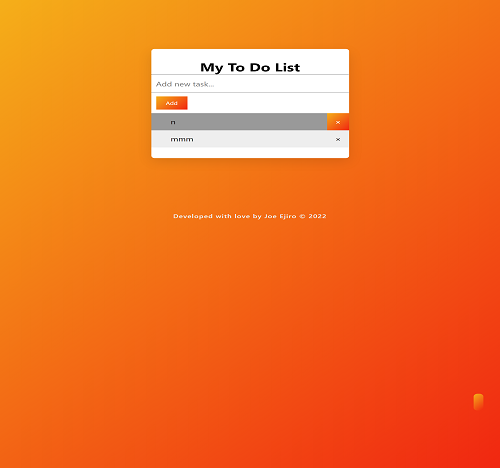 My To Do List
Add new task...
Add
n ×
mmm ×
Developed with love by Joe Ejiro © 2022